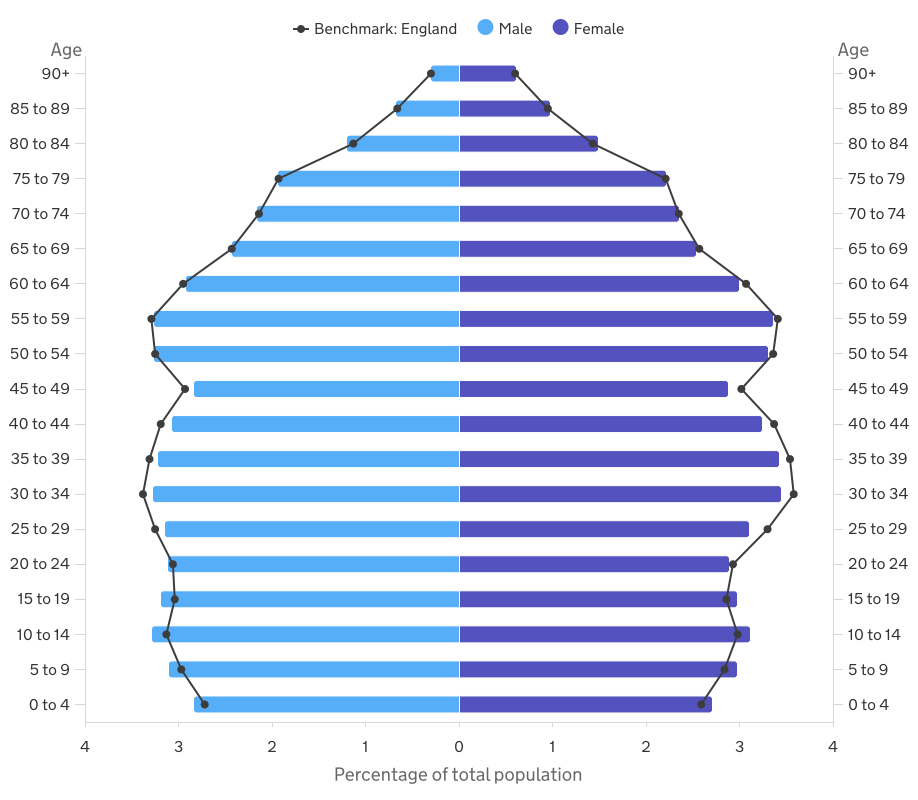 Benchmark: England Male Female
Age Age
90+ 90+
85 to 89 85 to 89
80 to 84 80 to 84
75 to 79 75 to 79
70 to 74 70 to 74
65 to 69 65 to 69
60 to 64 60 to 64
55 to 59 55 to 59
50 to 54 50 to 54
45 to 49 45 to 49
40 to 44 40 to 44
35 to 39 35 to 39
30 to 34 30 to 34
25 to 29 25 to 29
20 to 24 20 to 24
15 to 19 15 to 19
10 to 14 10 to 14
5 to 9 5 to 9
0 to 4 0 to 4
4 3 2 1 0 1 2 3 4
Percentage of total population